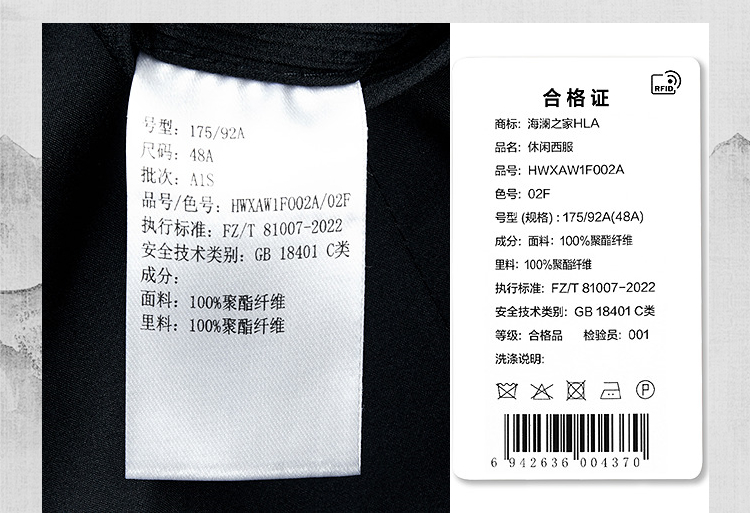 号型: 175/92A
尺码: 48A
批次: A1S
品号/色号: HWXAW1F002A/02F
执行标准: FZ/T 81007-2022
安全技术类别: GB 18401 C类
成分:
面料: 100%聚酯纤维
里料: 100%聚酯纤维
RFID
合格证
商标: 海澜之家HLA
品名: 休闲西服
品号: HWXAW1F002A
色号: 02F
号型 (规格) : 175/92A(48A)
成分: 面料: 100%聚酯纤维
里料: 100%聚酯纤维
执行标准: FZ/T 81007-2022
安全技术类别: GB 18401 C类
等级: 合格品 检验员: 001
洗涤说明:
P
6 942636 004370